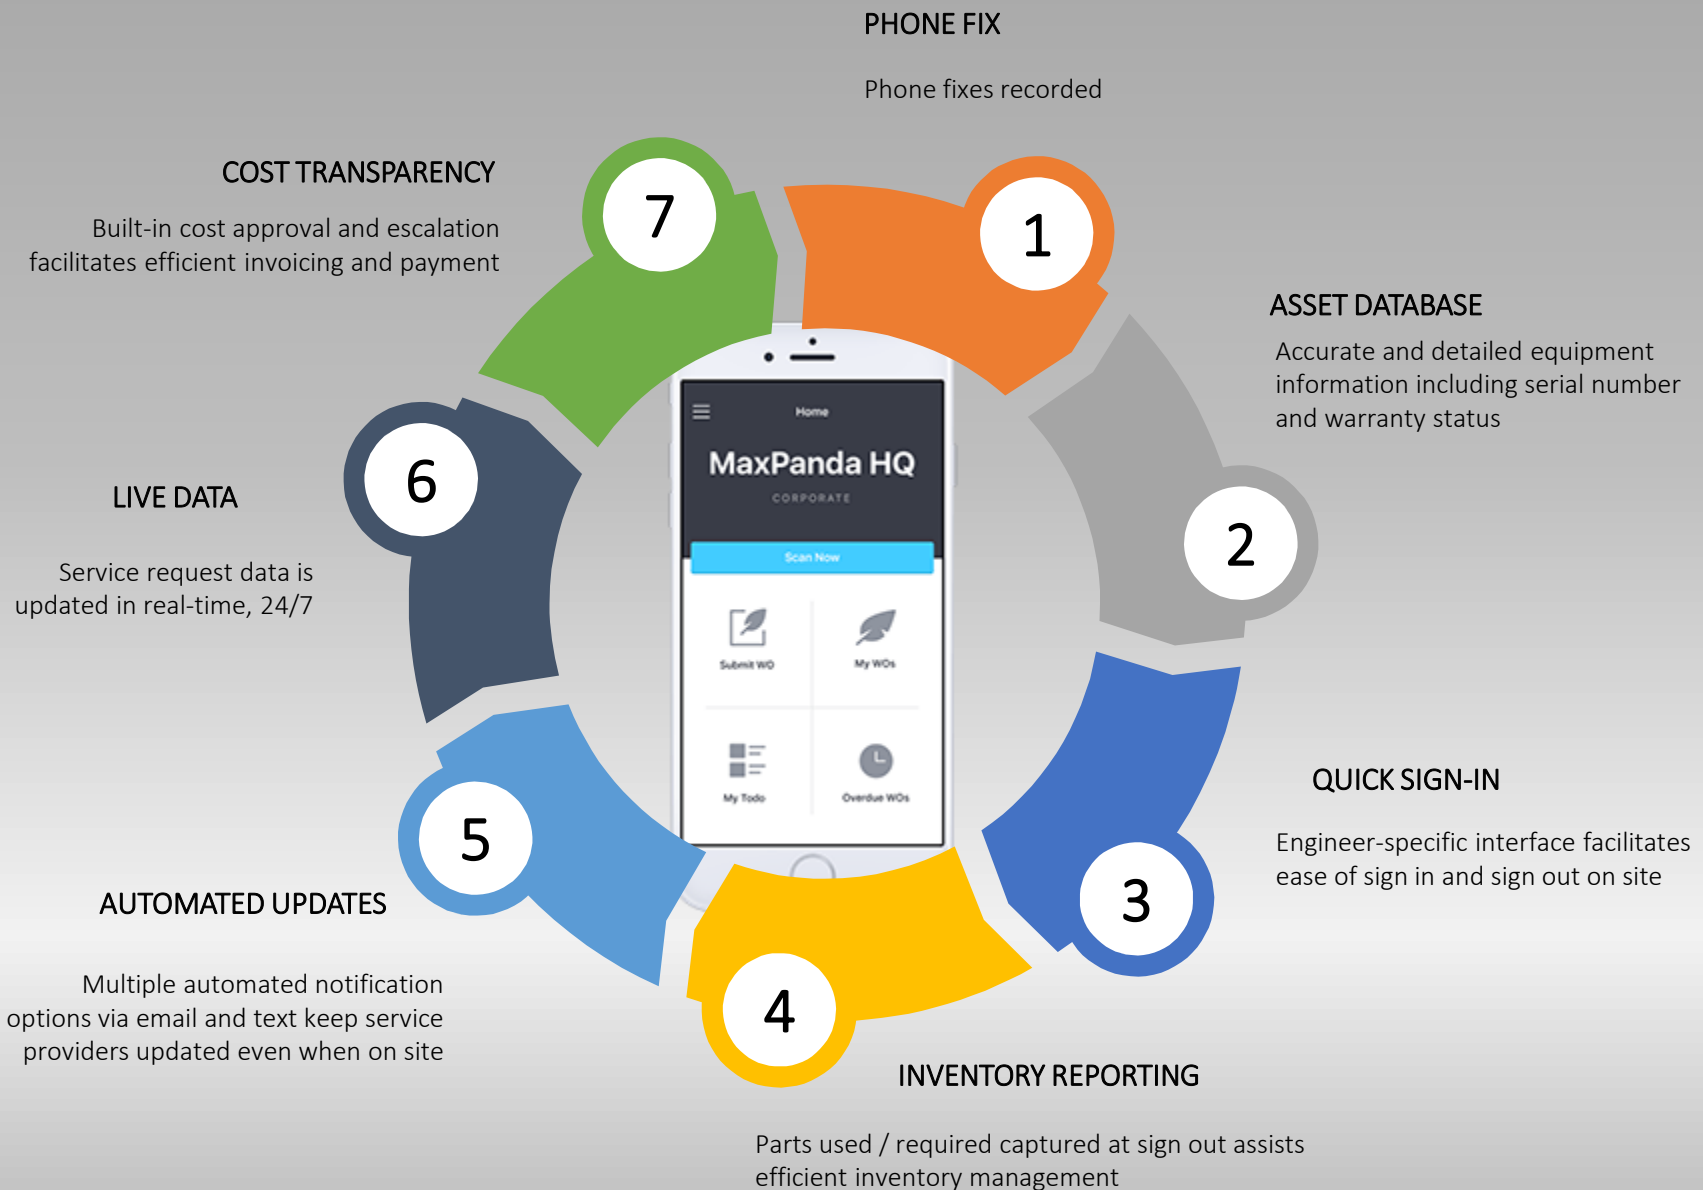 PHONE FIX
Phone fixes recorded
1
ASSET DATABASE
Accurate and detailed equipment
information including serial number
and warranty status
2
QUICK SIGN-IN
Engineer-specific interface facilitates
ease of sign in and sign out on site
3
INVENTORY REPORTING
Parts used / required captured at sign out assists
efficient inventory management
4
AUTOMATED UPDATES
Multiple automated notification
options via email and text keep service
providers updated even when on site
5
LIVE DATA
Service request data is
updated in real-time, 24/7
6
COST TRANSPARENCY
Built-in cost approval and escalation
facilitates efficient invoicing and payment
7
Home
MaxPanda HQ
CORPORATE
Scan Now
Submit WO
My WOs
My Todo
Overdue WOs